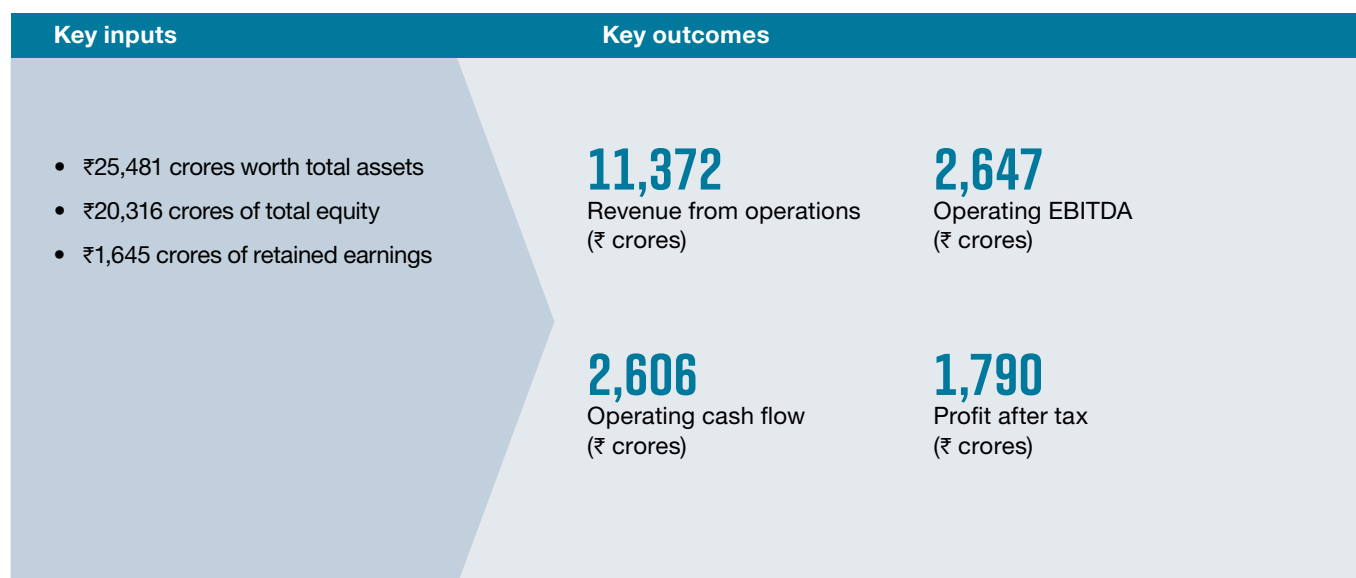 Key inputs
Key outcomes
• ₹25,481 crores worth total assets
• ₹20,316 crores of total equity
• ₹1,645 crores of retained earnings
11,372
Revenue from operations
(₹ crores)
2,647
Operating EBITDA
(₹ crores)
2,606
Operating cash flow
(₹ crores)
1,790
Profit after tax
(₹ crores)